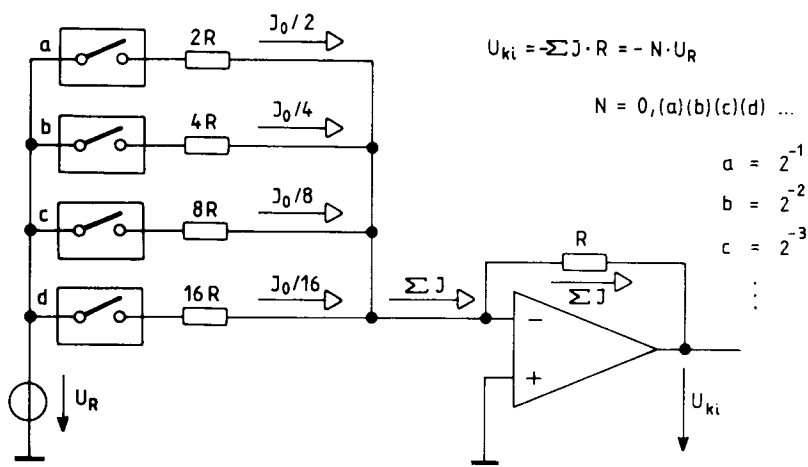 a
2R
J₀/2
U_ki = -ΣJ·R = -N·U_R
N = 0,(a)(b)(c)(d) ...
b
4R
J₀/4
a = 2⁻¹
b = 2⁻²
c
8R
J₀/8
c = 2⁻³
⋮
d
16R
J₀/16
ΣJ
R
ΣJ
−
+
U_R
U_ki